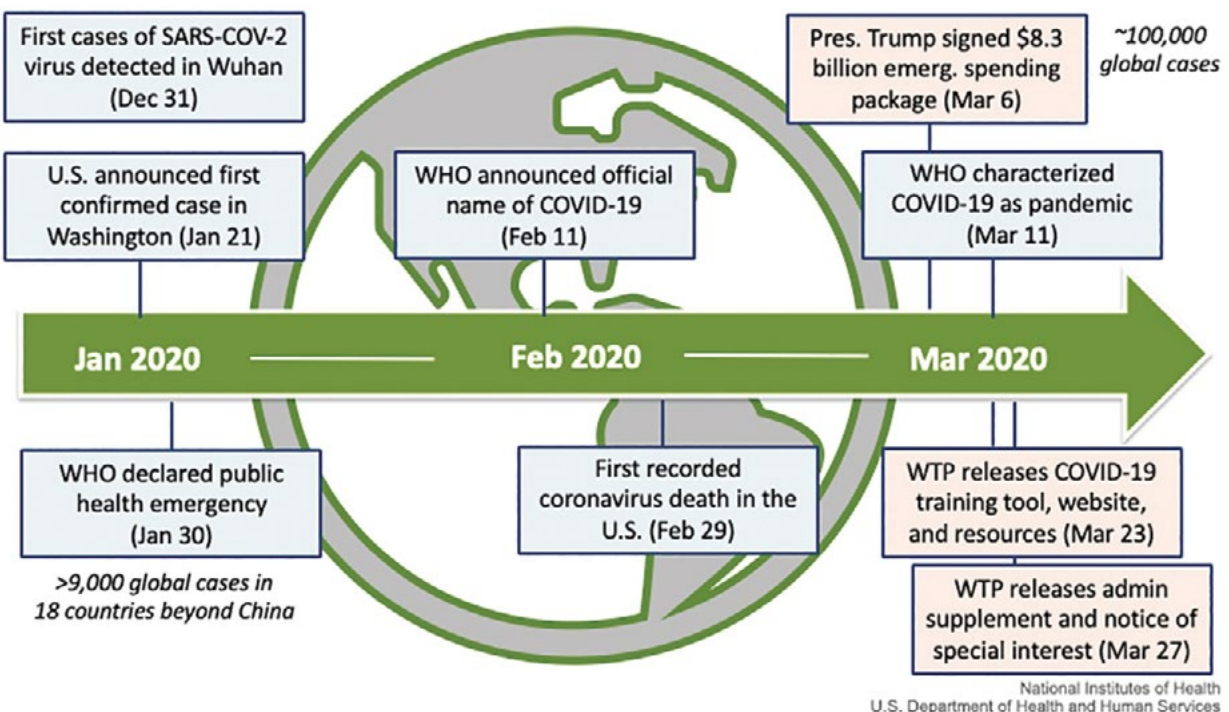 First cases of SARS-COV-2
virus detected in Wuhan
(Dec 31)
U.S. announced first
confirmed case in
Washington (Jan 21)
WHO announced official
name of COVID-19
(Feb 11)
Pres. Trump signed $8.3
billion emerg. spending
package (Mar 6)
~100,000
global cases
WHO characterized
COVID-19 as pandemic
(Mar 11)
Jan 2020
Feb 2020
Mar 2020
WHO declared public
health emergency
(Jan 30)
>9,000 global cases in
18 countries beyond China
First recorded
coronavirus death in the
U.S. (Feb 29)
WTP releases COVID-19
training tool, website,
and resources (Mar 23)
WTP releases admin
supplement and notice of
special interest (Mar 27)
National Institutes of Health
U.S. Department of Health and Human Services